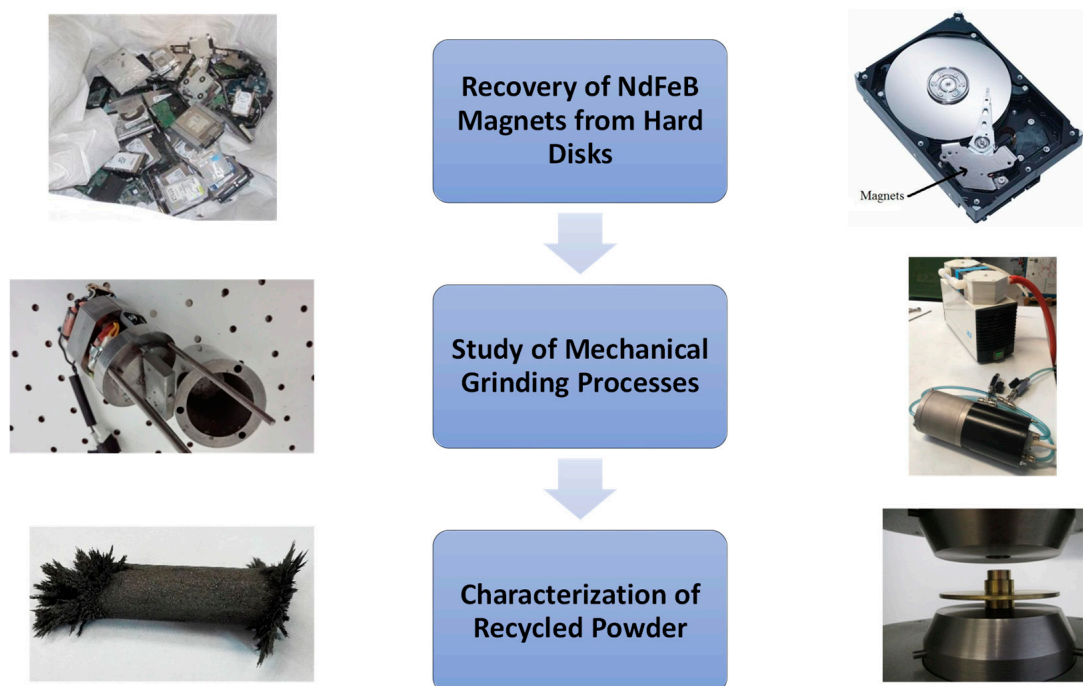 Recovery of NdFeB
Magnets from Hard
Disks
Magnets
Study of Mechanical
Grinding Processes
Characterization of
Recycled Powder